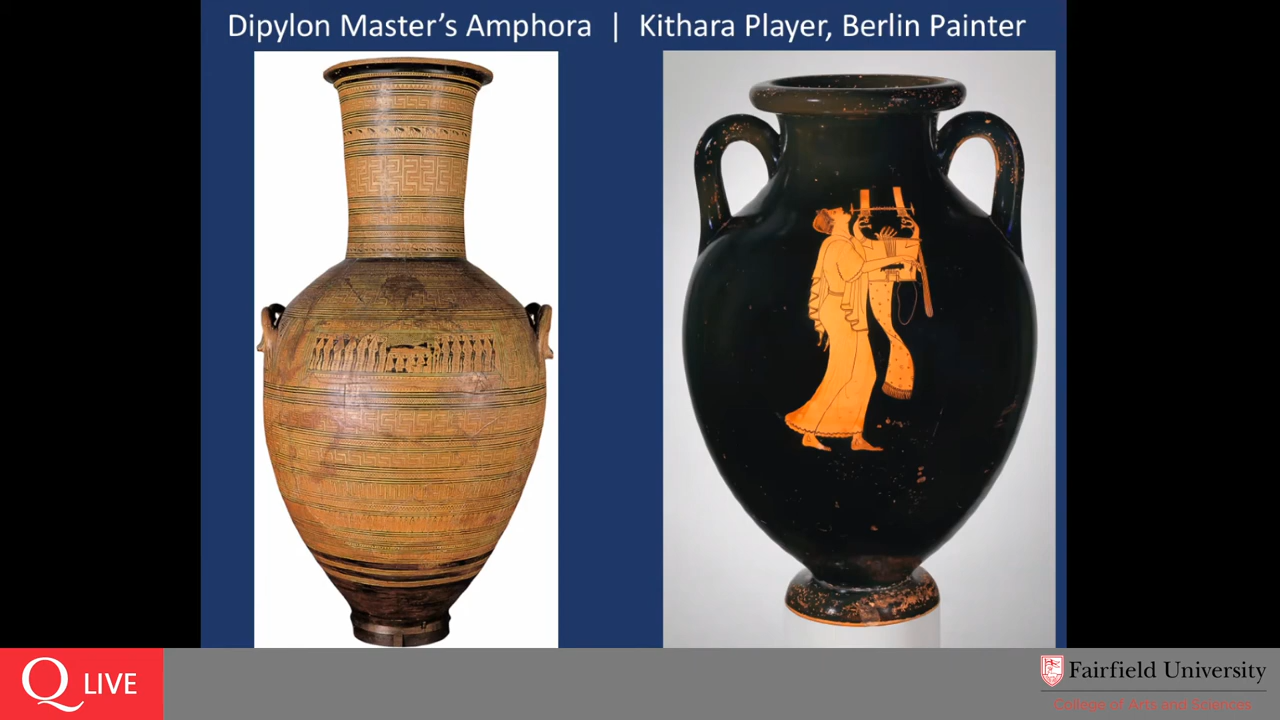 Dipylon Master's Amphora | Kithara Player, Berlin Painter
Q LIVE
Fairfield University
College of Arts and Sciences